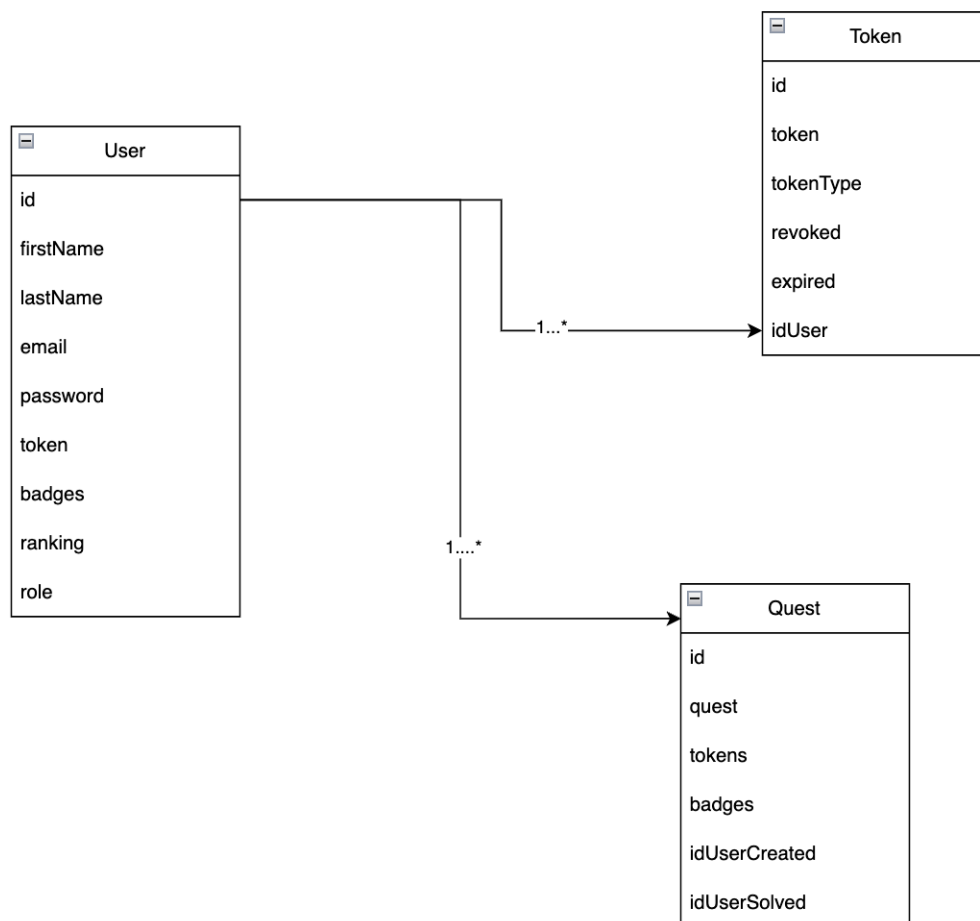 User
id
firstName
lastName
email
password
token
badges
ranking
role
Token
id
token
tokenType
revoked
expired
idUser
1...*
1....*
Quest
id
quest
tokens
badges
idUserCreated
idUserSolved